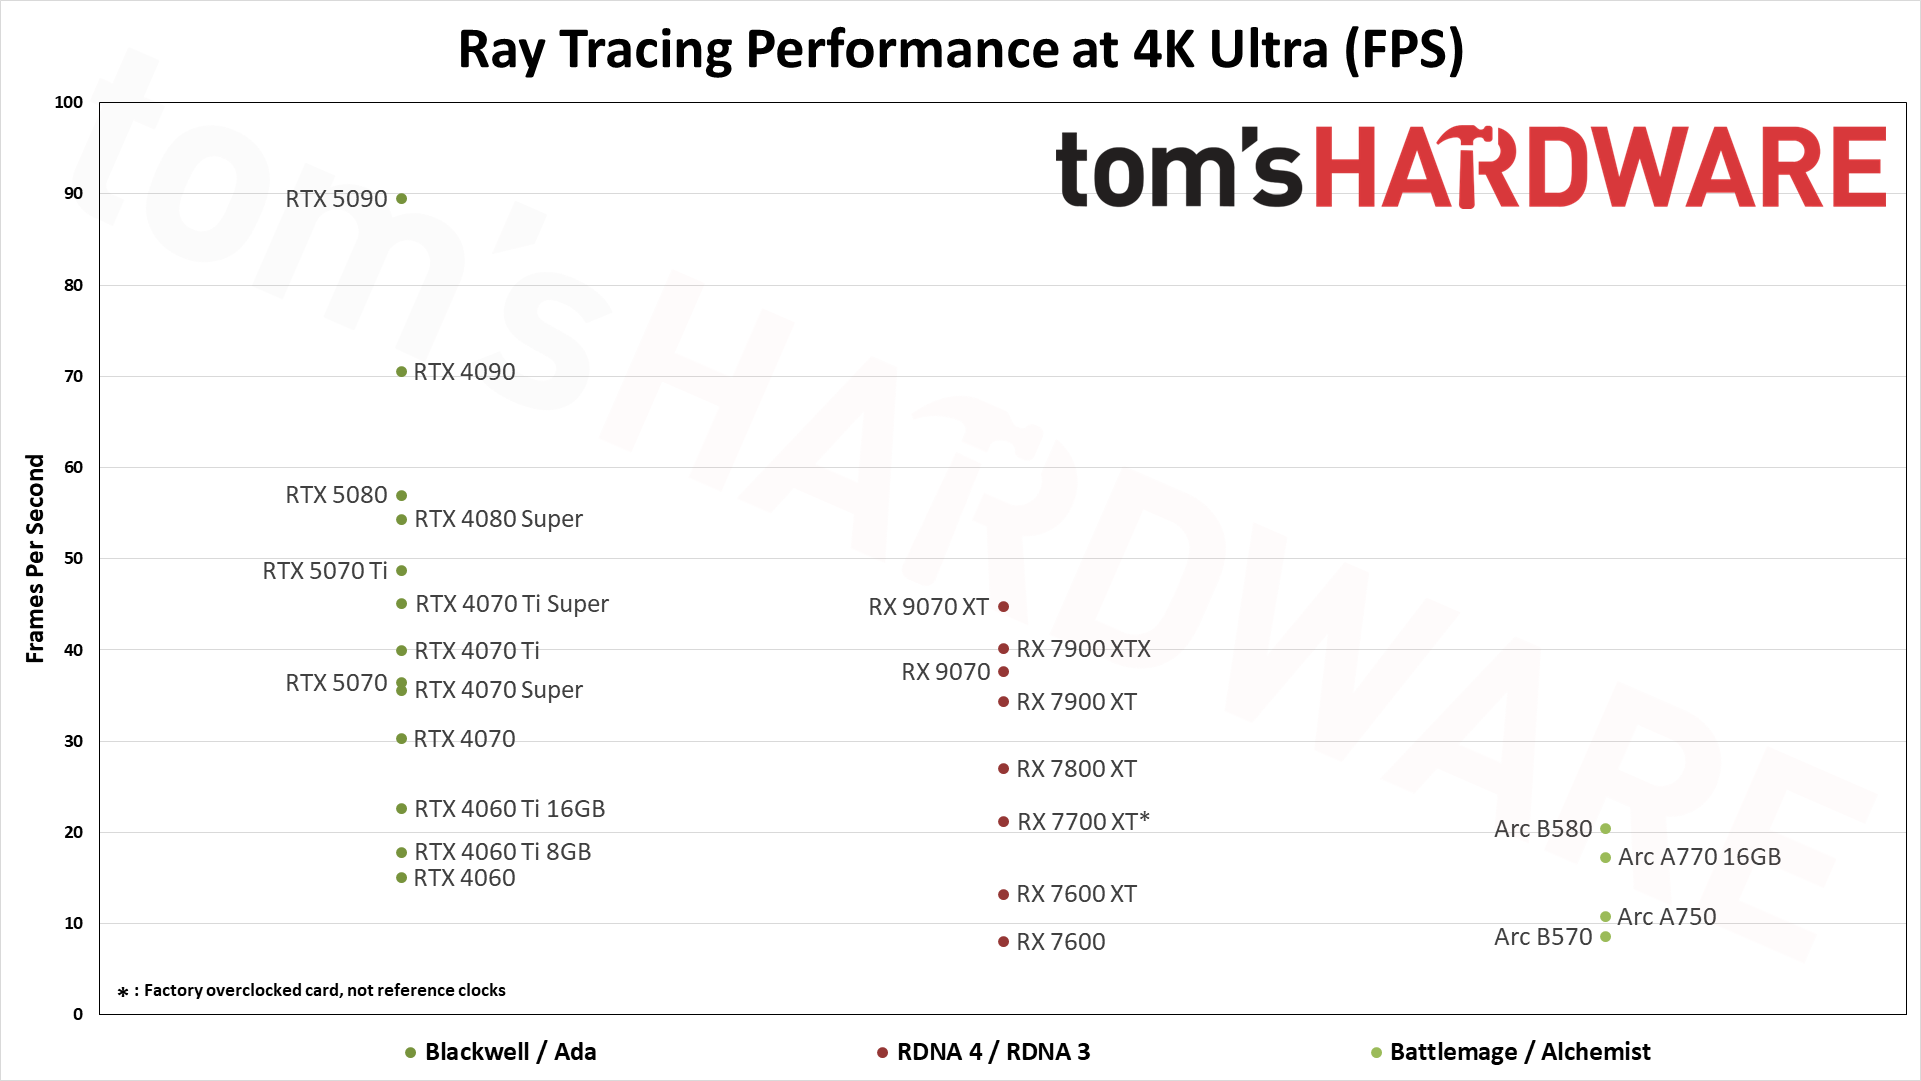 Ray Tracing Performance at 4K Ultra (FPS)
tom'sHARDWARE
Frames Per Second
100
90
80
70
60
50
40
30
20
10
0
RTX 5090
RTX 4090
RTX 5080
RTX 4080 Super
RTX 5070 Ti
RTX 4070 Ti Super
RTX 4070 Ti
RTX 5070
RTX 4070 Super
RTX 4070
RTX 4060 Ti 16GB
RTX 4060 Ti 8GB
RTX 4060
RX 9070 XT
RX 7900 XTX
RX 9070
RX 7900 XT
RX 7800 XT
RX 7700 XT*
RX 7600 XT
RX 7600
Arc B580
Arc A770 16GB
Arc A750
Arc B570
* : Factory overclocked card, not reference clocks
Blackwell / Ada
RDNA 4 / RDNA 3
Battlemage / Alchemist
tom'sHARDWARE